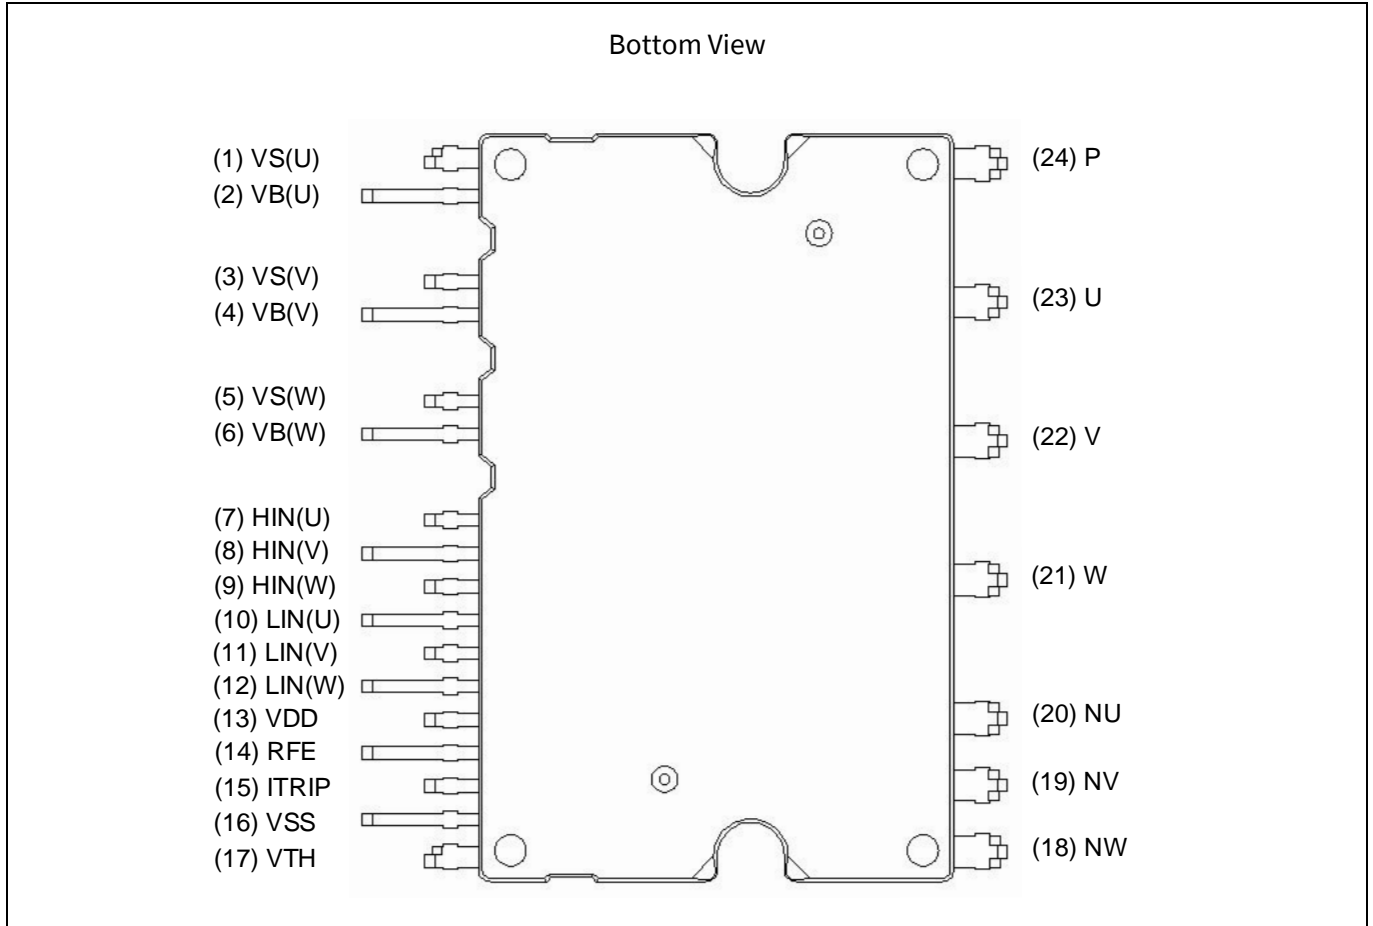 Bottom View
(1) VS(U)
(2) VB(U)
(3) VS(V)
(4) VB(V)
(5) VS(W)
(6) VB(W)
(7) HIN(U)
(8) HIN(V)
(9) HIN(W)
(10) LIN(U)
(11) LIN(V)
(12) LIN(W)
(13) VDD
(14) RFE
(15) ITRIP
(16) VSS
(17) VTH
(24) P
(23) U
(22) V
(21) W
(20) NU
(19) NV
(18) NW